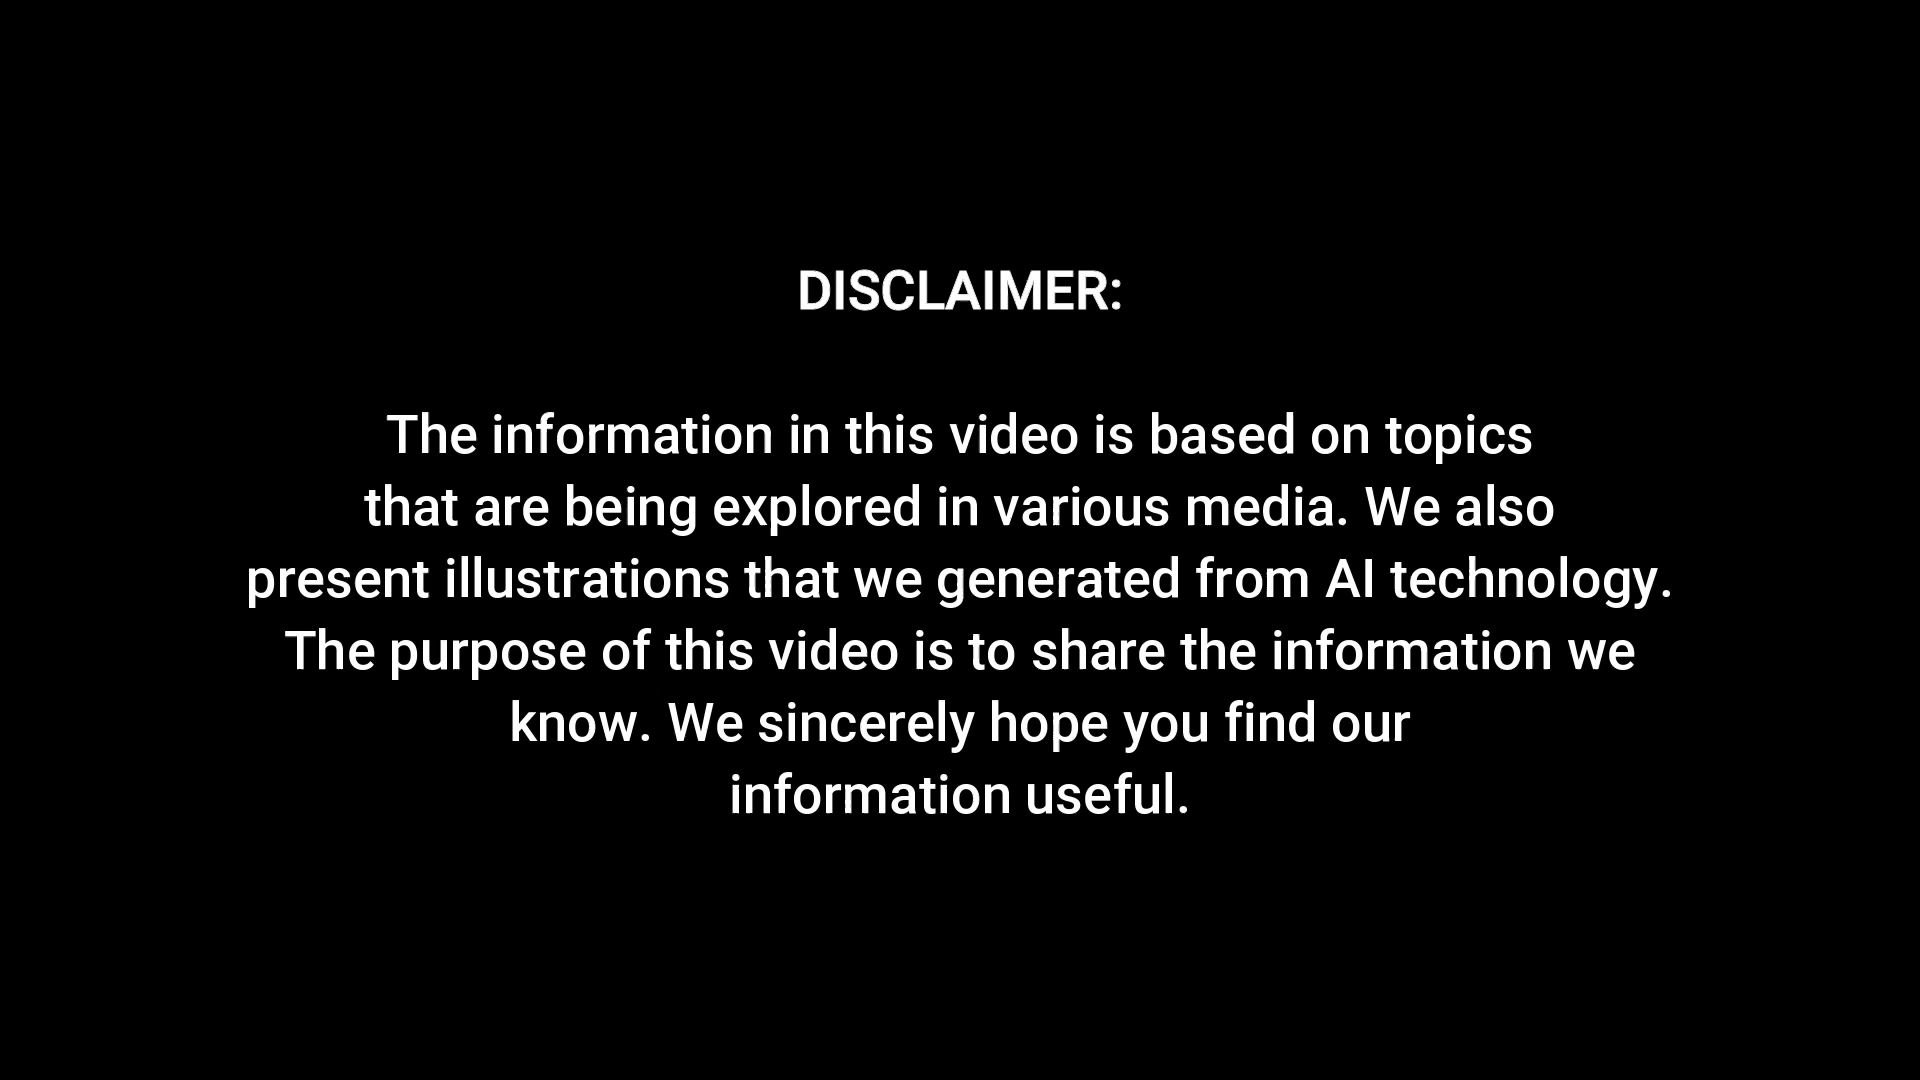 DISCLAIMER:
The information in this video is based on topics
that are being explored in various media. We also
present illustrations that we generated from AI technology.
The purpose of this video is to share the information we
know. We sincerely hope you find our
information useful.